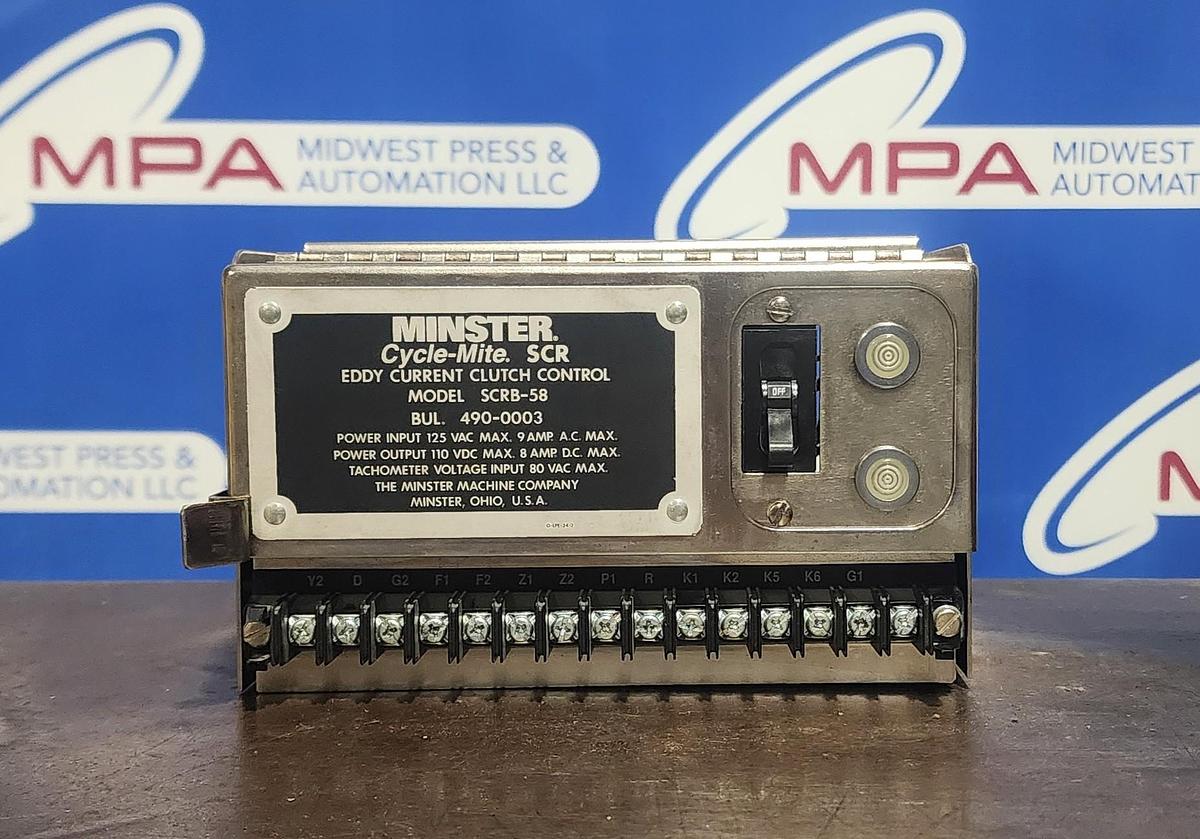 MPA MIDWEST PRESS &
AUTOMATION LLC
MPA MIDWEST
AUTOMAT
WEST PRESS &
OMATION LLC
M
MINSTER®
Cycle-Mite® SCR
EDDY CURRENT CLUTCH CONTROL
MODEL SCRB-58
BUL. 490-0003
POWER INPUT 125 VAC MAX. 9 AMP. A.C. MAX.
POWER OUTPUT 110 VDC MAX. 8 AMP. D.C. MAX.
TACHOMETER VOLTAGE INPUT 80 VAC MAX.
THE MINSTER MACHINE COMPANY
MINSTER, OHIO, U.S.A.
OFF
Y2 D G2 F1 F2 Z1 Z2 P1 R K1 K2 K5 K6 G1